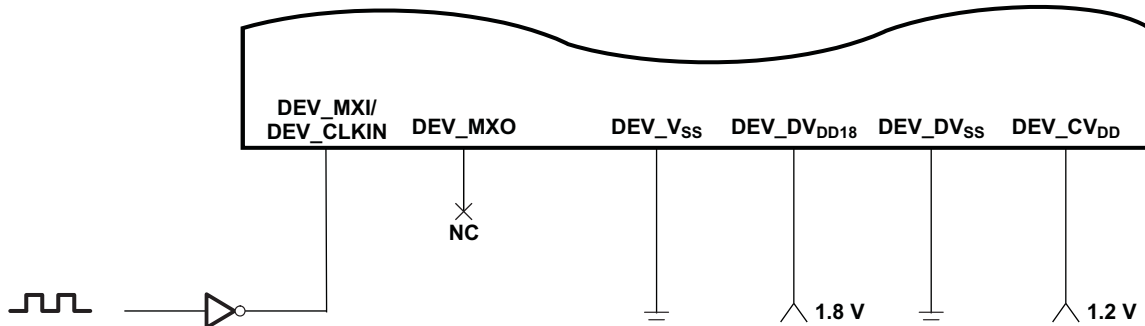 DEV_MXI/
DEV_CLKIN DEV_MXO DEV_VSS DEV_DVDD18 DEV_DVSS DEV_CVDD
NC
1.8 V 1.2 V